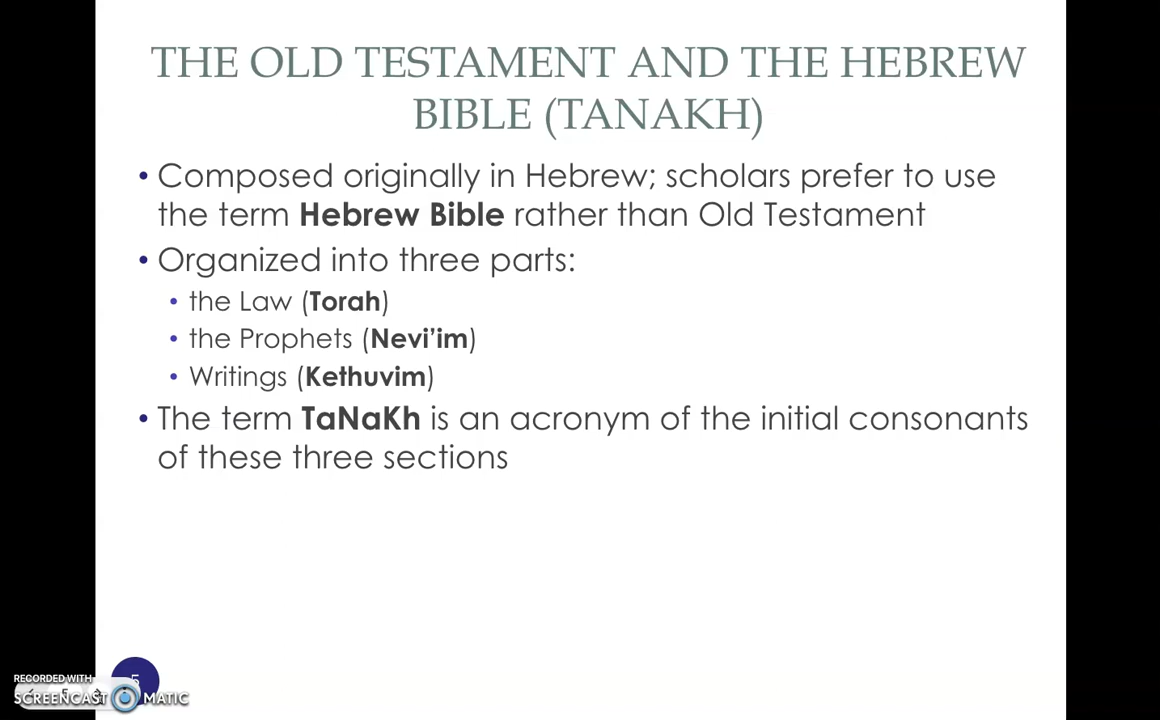 THE OLD TESTAMENT AND THE HEBREW
BIBLE (TANAKH)
• Composed originally in Hebrew; scholars prefer to use
the term Hebrew Bible rather than Old Testament
• Organized into three parts:
• the Law (Torah)
• the Prophets (Nevi’im)
• Writings (Kethuvim)
• The term TaNaKh is an acronym of the initial consonants
of these three sections
5
RECORDED WITH
SCREENCAST MATIC